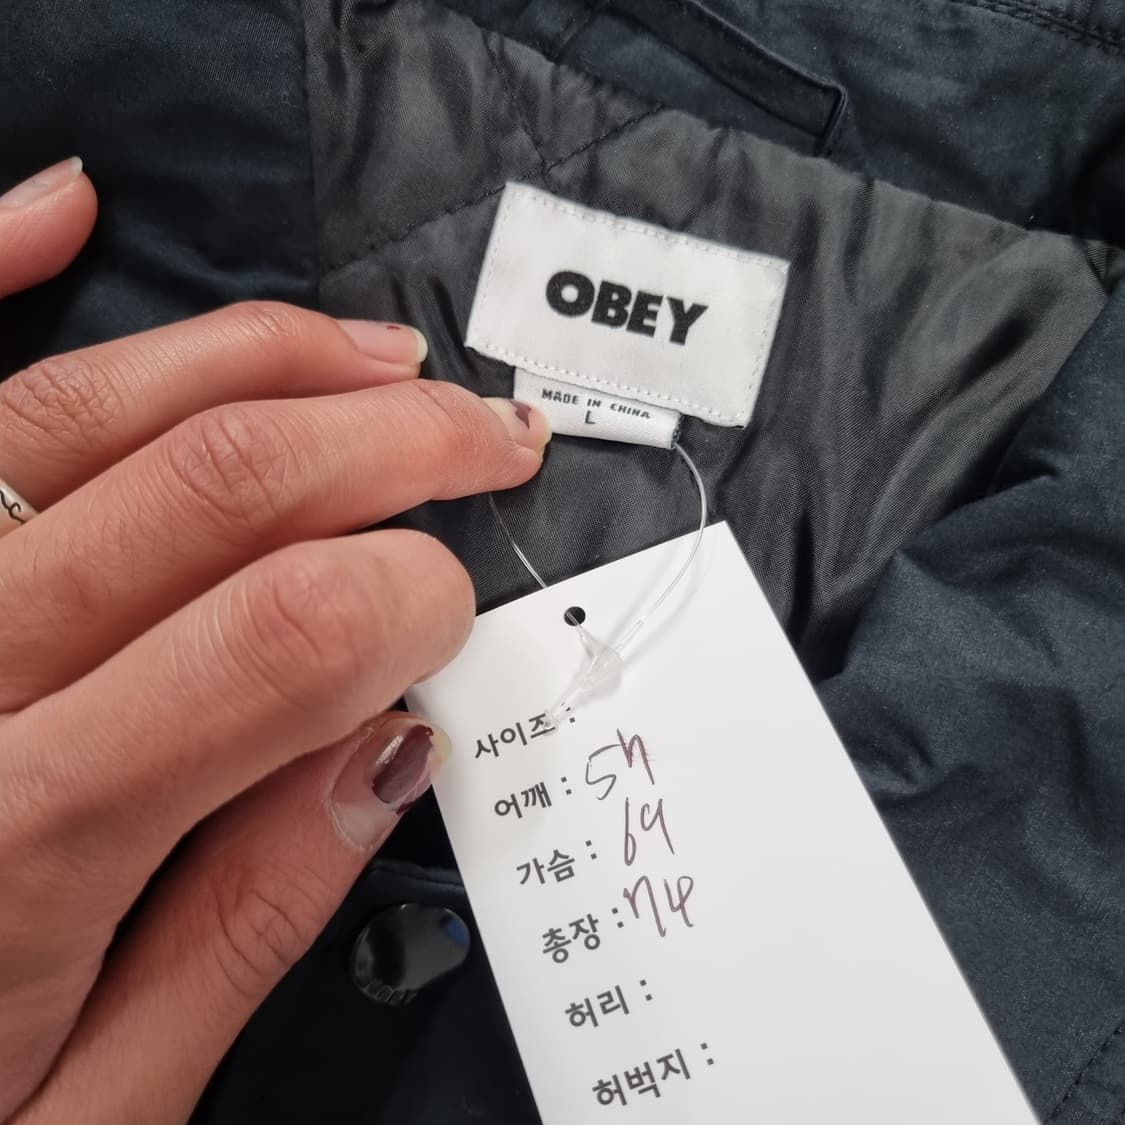 OBEY
MADE IN CHINA
L
사이즈 :
어깨 : 57
가슴 : 69
총장 : 74
허리 :
허벅지 :